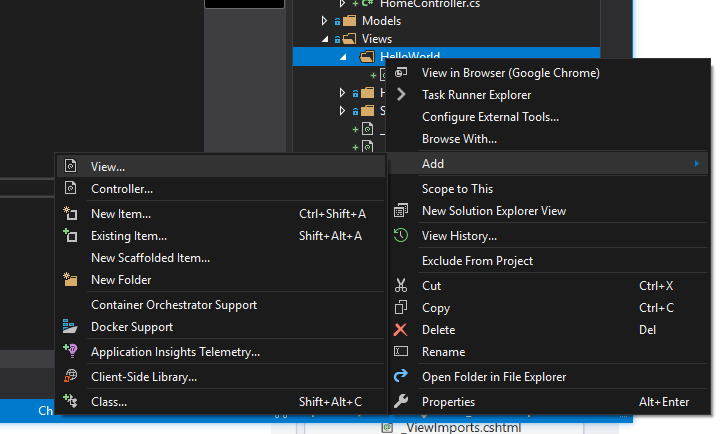 HomeController.cs
Models
Views
HelloWorld
View in Browser (Google Chrome)
Task Runner Explorer
Configure External Tools...
Browse With...
Add
Scope to This
New Solution Explorer View
View History...
Exclude From Project
Cut Ctrl+X
Copy Ctrl+C
Delete Del
Rename
Open Folder in File Explorer
Properties Alt+Enter
View...
Controller...
New Item... Ctrl+Shift+A
Existing Item... Shift+Alt+A
New Scaffolded Item...
New Folder
Container Orchestrator Support
Docker Support
Application Insights Telemetry...
Client-Side Library...
Class... Shift+Alt+C
_ViewImports.cshtml